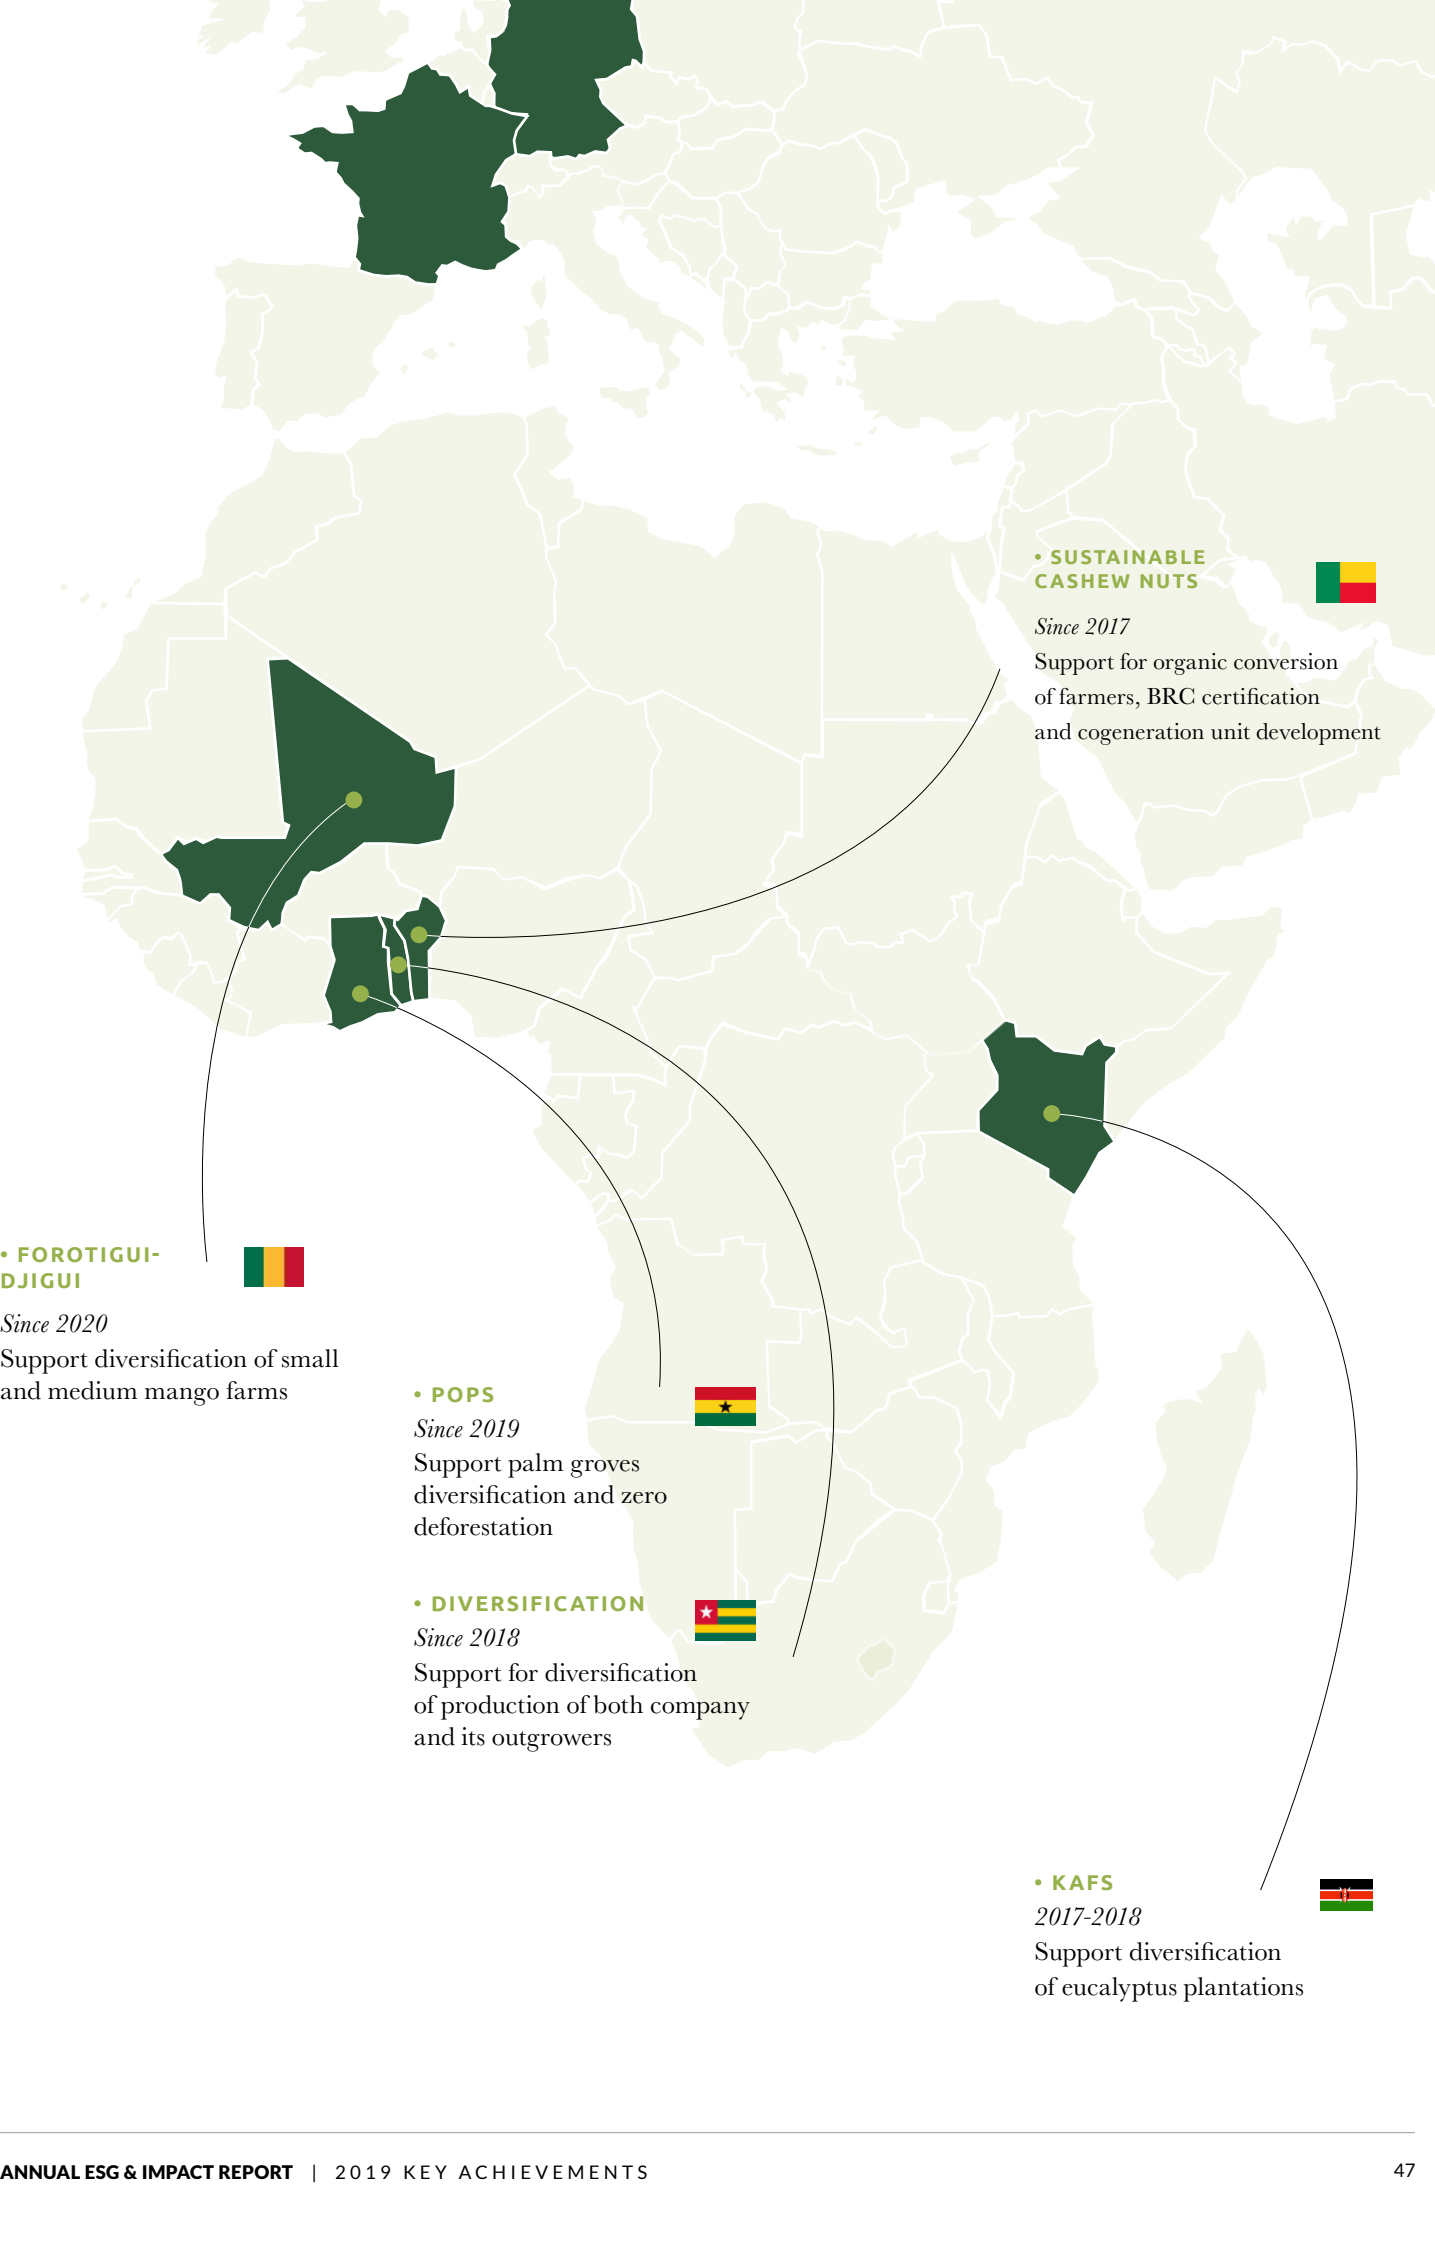 • SUSTAINABLE
CASHEW NUTS
Since 2017
Support for organic conversion
of farmers, BRC certification
and cogeneration unit development
• FOROTIGUI-
DJIGUI
Since 2020
Support diversification of small
and medium mango farms
• POPS
Since 2019
Support palm groves
diversification and zero
deforestation
• DIVERSIFICATION
Since 2018
Support for diversification
of production of both company
and its outgrowers
• KAFS
2017-2018
Support diversification
of eucalyptus plantations
ANNUAL ESG & IMPACT REPORT | 2019 KEY ACHIEVEMENTS 47